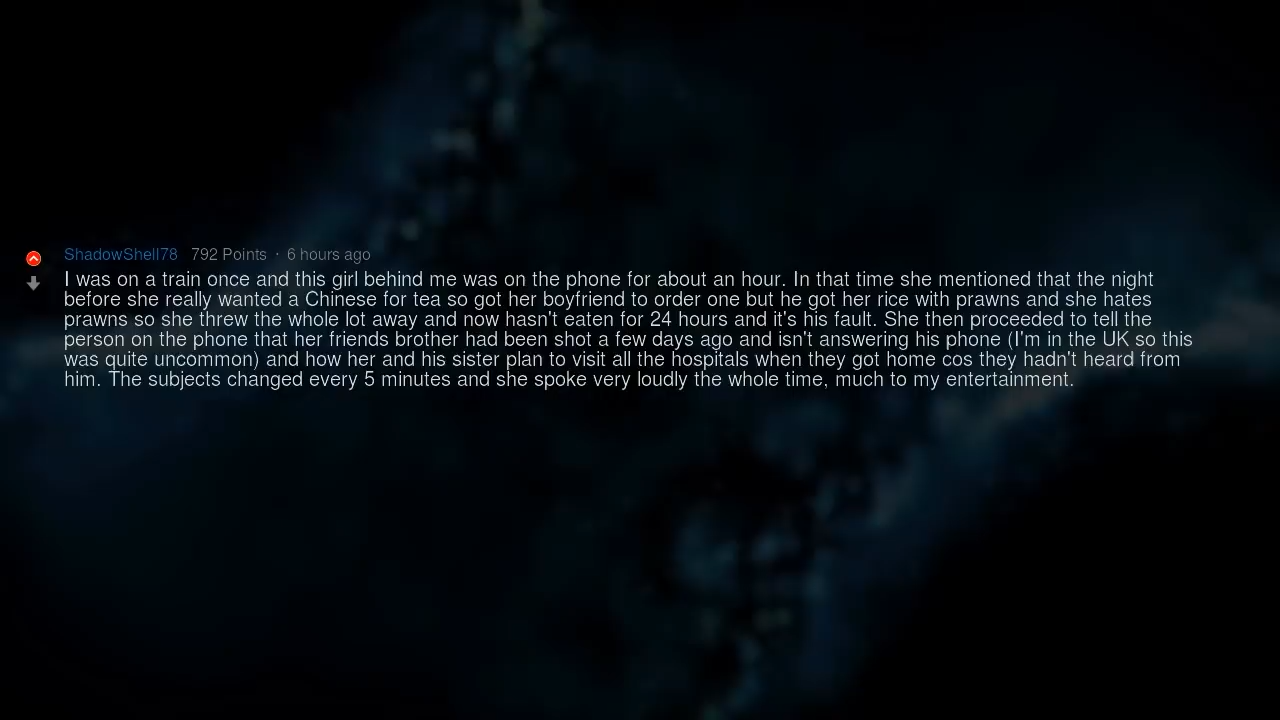 ShadowShell78 792 Points · 6 hours ago
I was on a train once and this girl behind me was on the phone for about an hour. In that time she mentioned that the night
before she really wanted a Chinese for tea so got her boyfriend to order one but he got her rice with prawns and she hates
prawns so she threw the whole lot away and now hasn't eaten for 24 hours and it's his fault. She then proceeded to tell the
person on the phone that her friends brother had been shot a few days ago and isn't answering his phone (I'm in the UK so this
was quite uncommon) and how her and his sister plan to visit all the hospitals when they got home cos they hadn't heard from
him. The subjects changed every 5 minutes and she spoke very loudly the whole time, much to my entertainment.